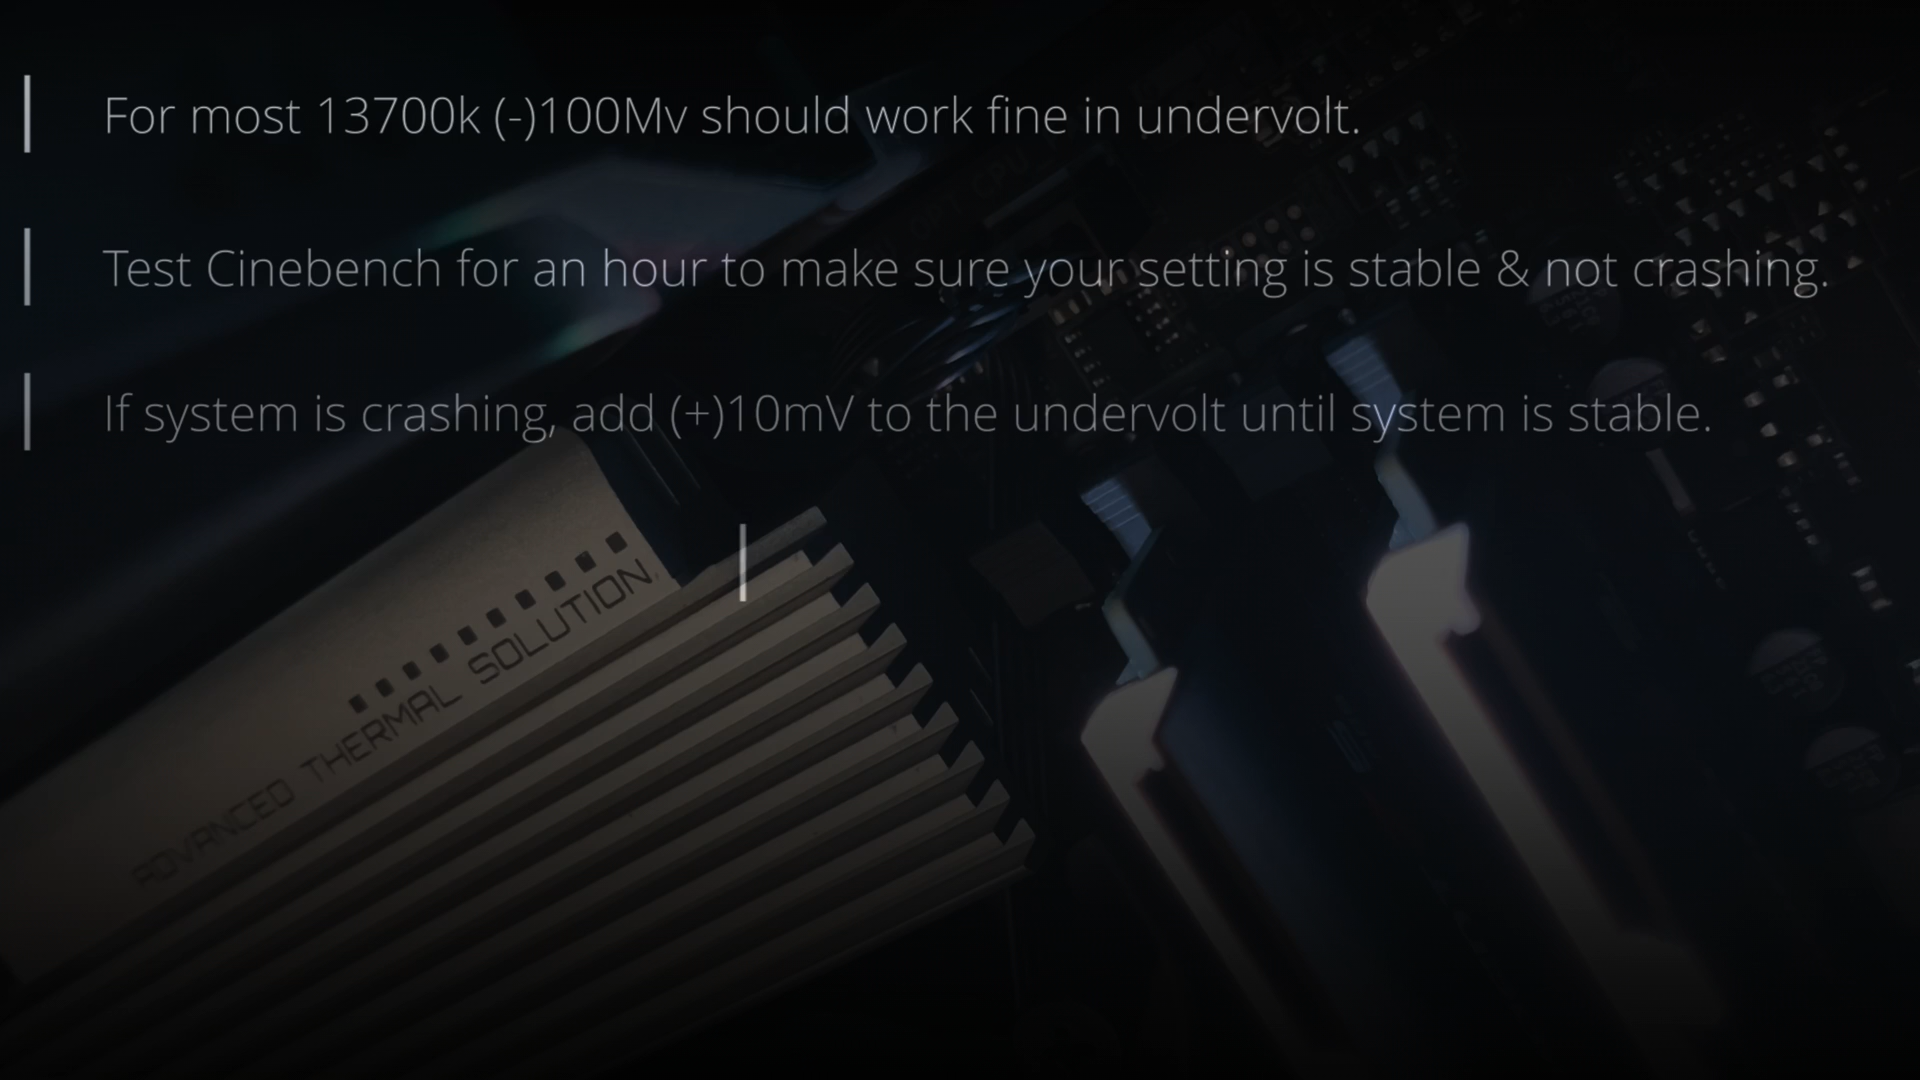 For most 13700k (-)100Mv should work fine in undervolt.
Test Cinebench for an hour to make sure your setting is stable & not crashing.
If system is crashing, add (+)10mV to the undervolt until system is stable.
ADVANCED THERMAL SOLUTION